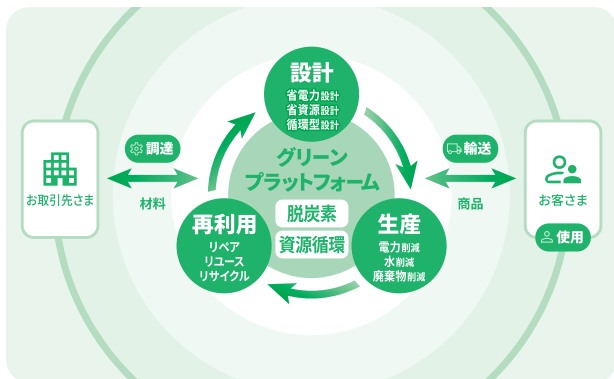 設計
省電力設計
省資源設計
循環型設計
グリーン
プラットフォーム
脱炭素
資源循環
お取引先さま
調達
材料
再利用
リペア
リユース
リサイクル
生産
電力削減
水削減
廃棄物削減
輸送
商品
お客さま
使用